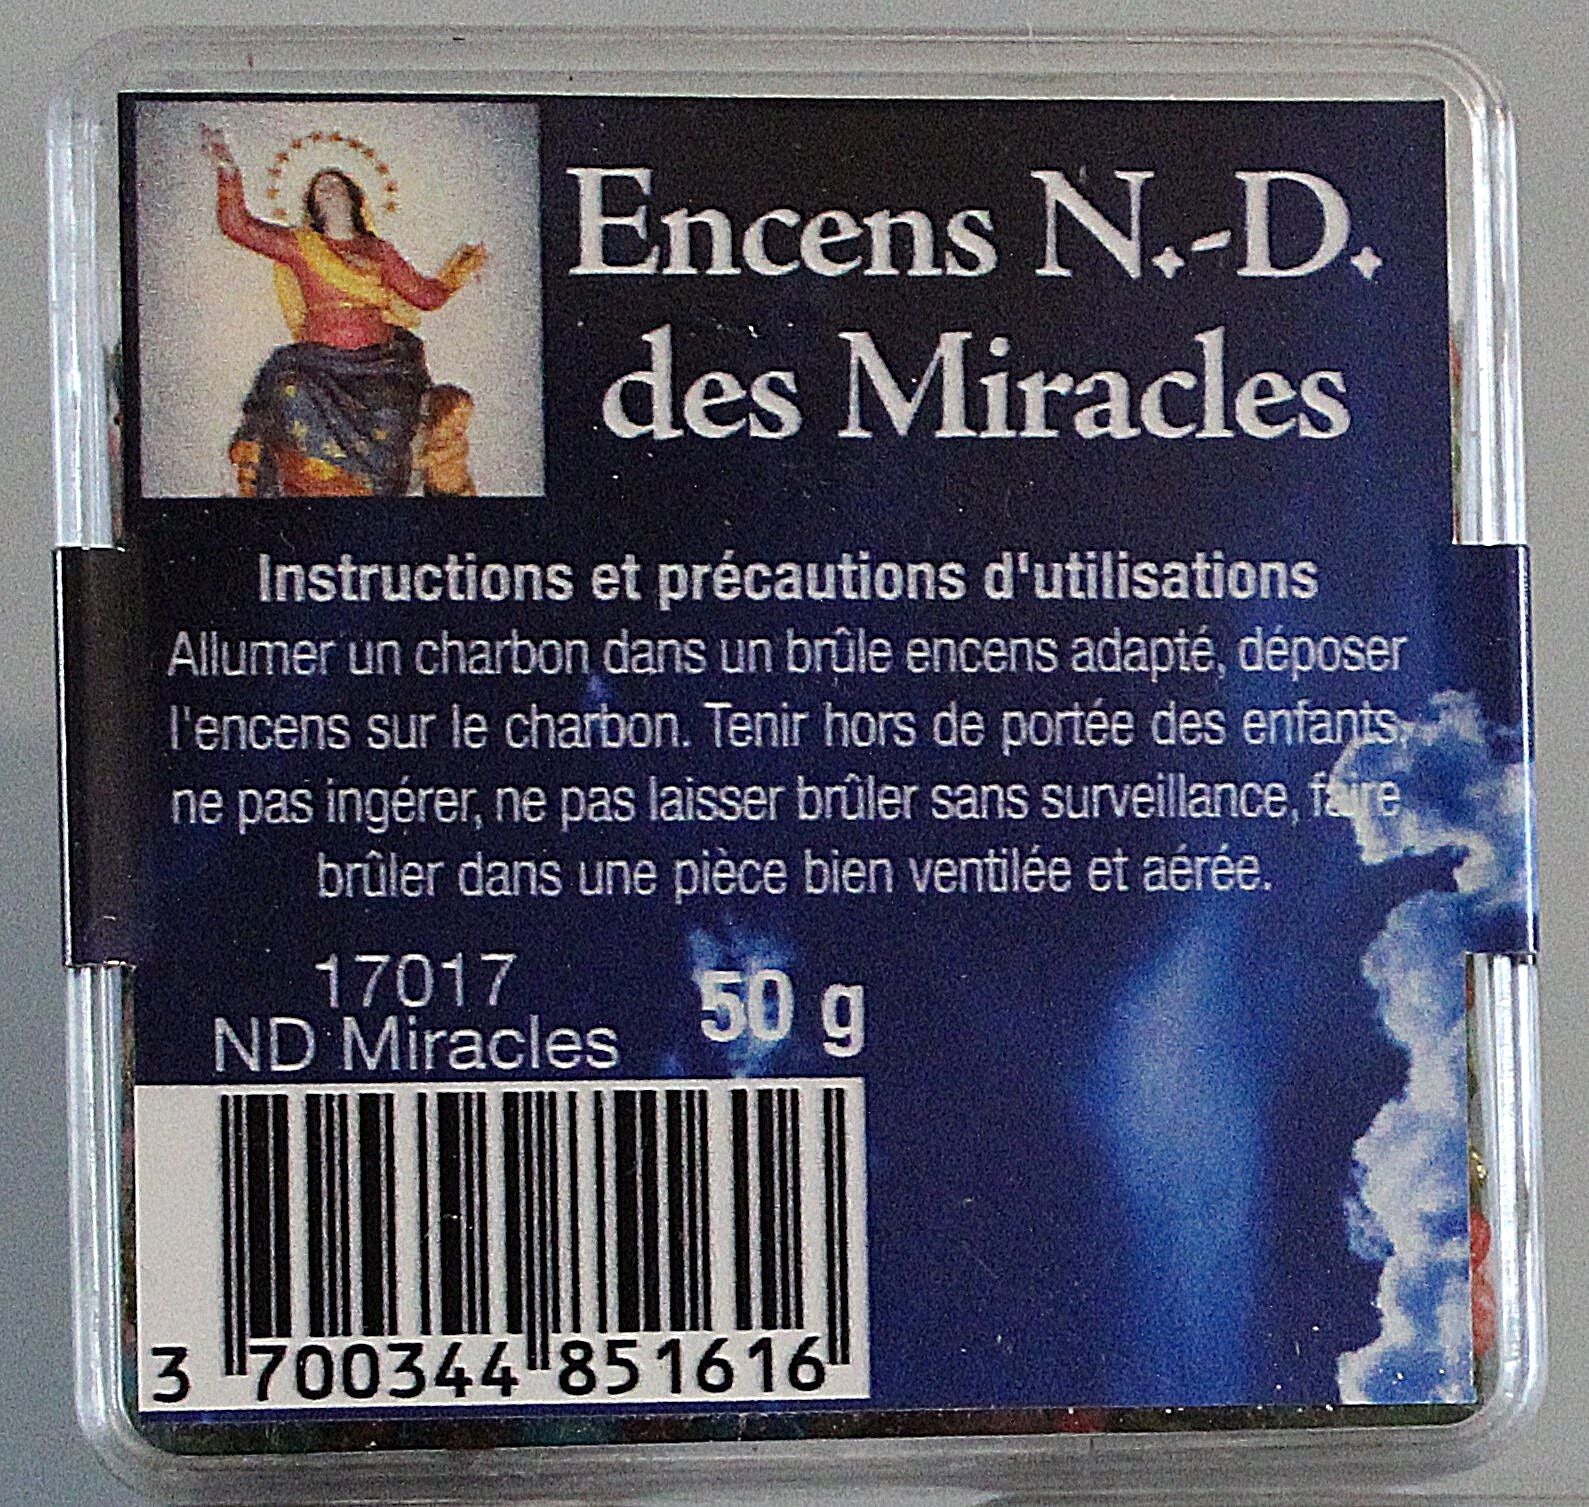 Encens N.-D.
des Miracles
Instructions et précautions d'utilisations
Allumer un charbon dans un brûle encens adapté, déposer
l'encens sur le charbon. Tenir hors de portée des enfants,
ne pas ingérer, ne pas laisser brûler sans surveillance, faire
brûler dans une pièce bien ventilée et aérée.
17017
ND Miracles
50 g
3 700344 851616